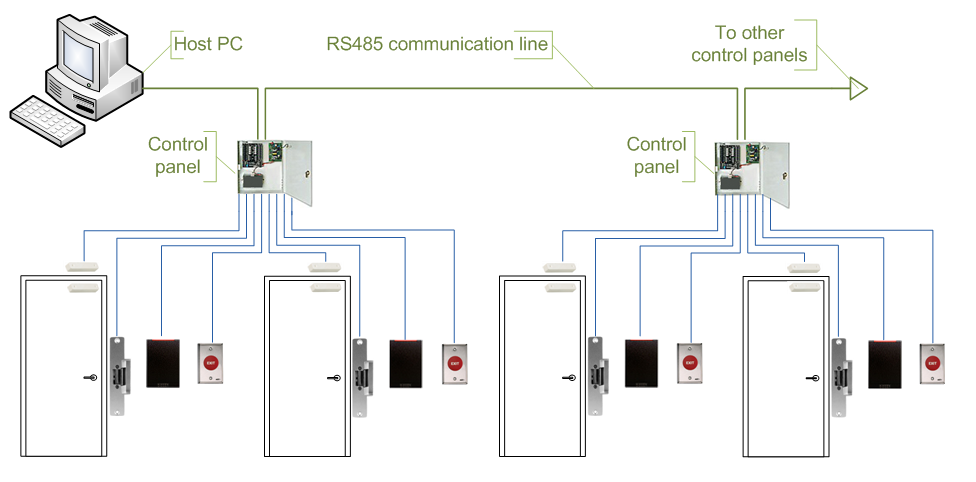 Host PC
RS485 communication line
To other
control panels
Control
panel
Control
panel
EXIT
EXIT
EXIT
EXIT